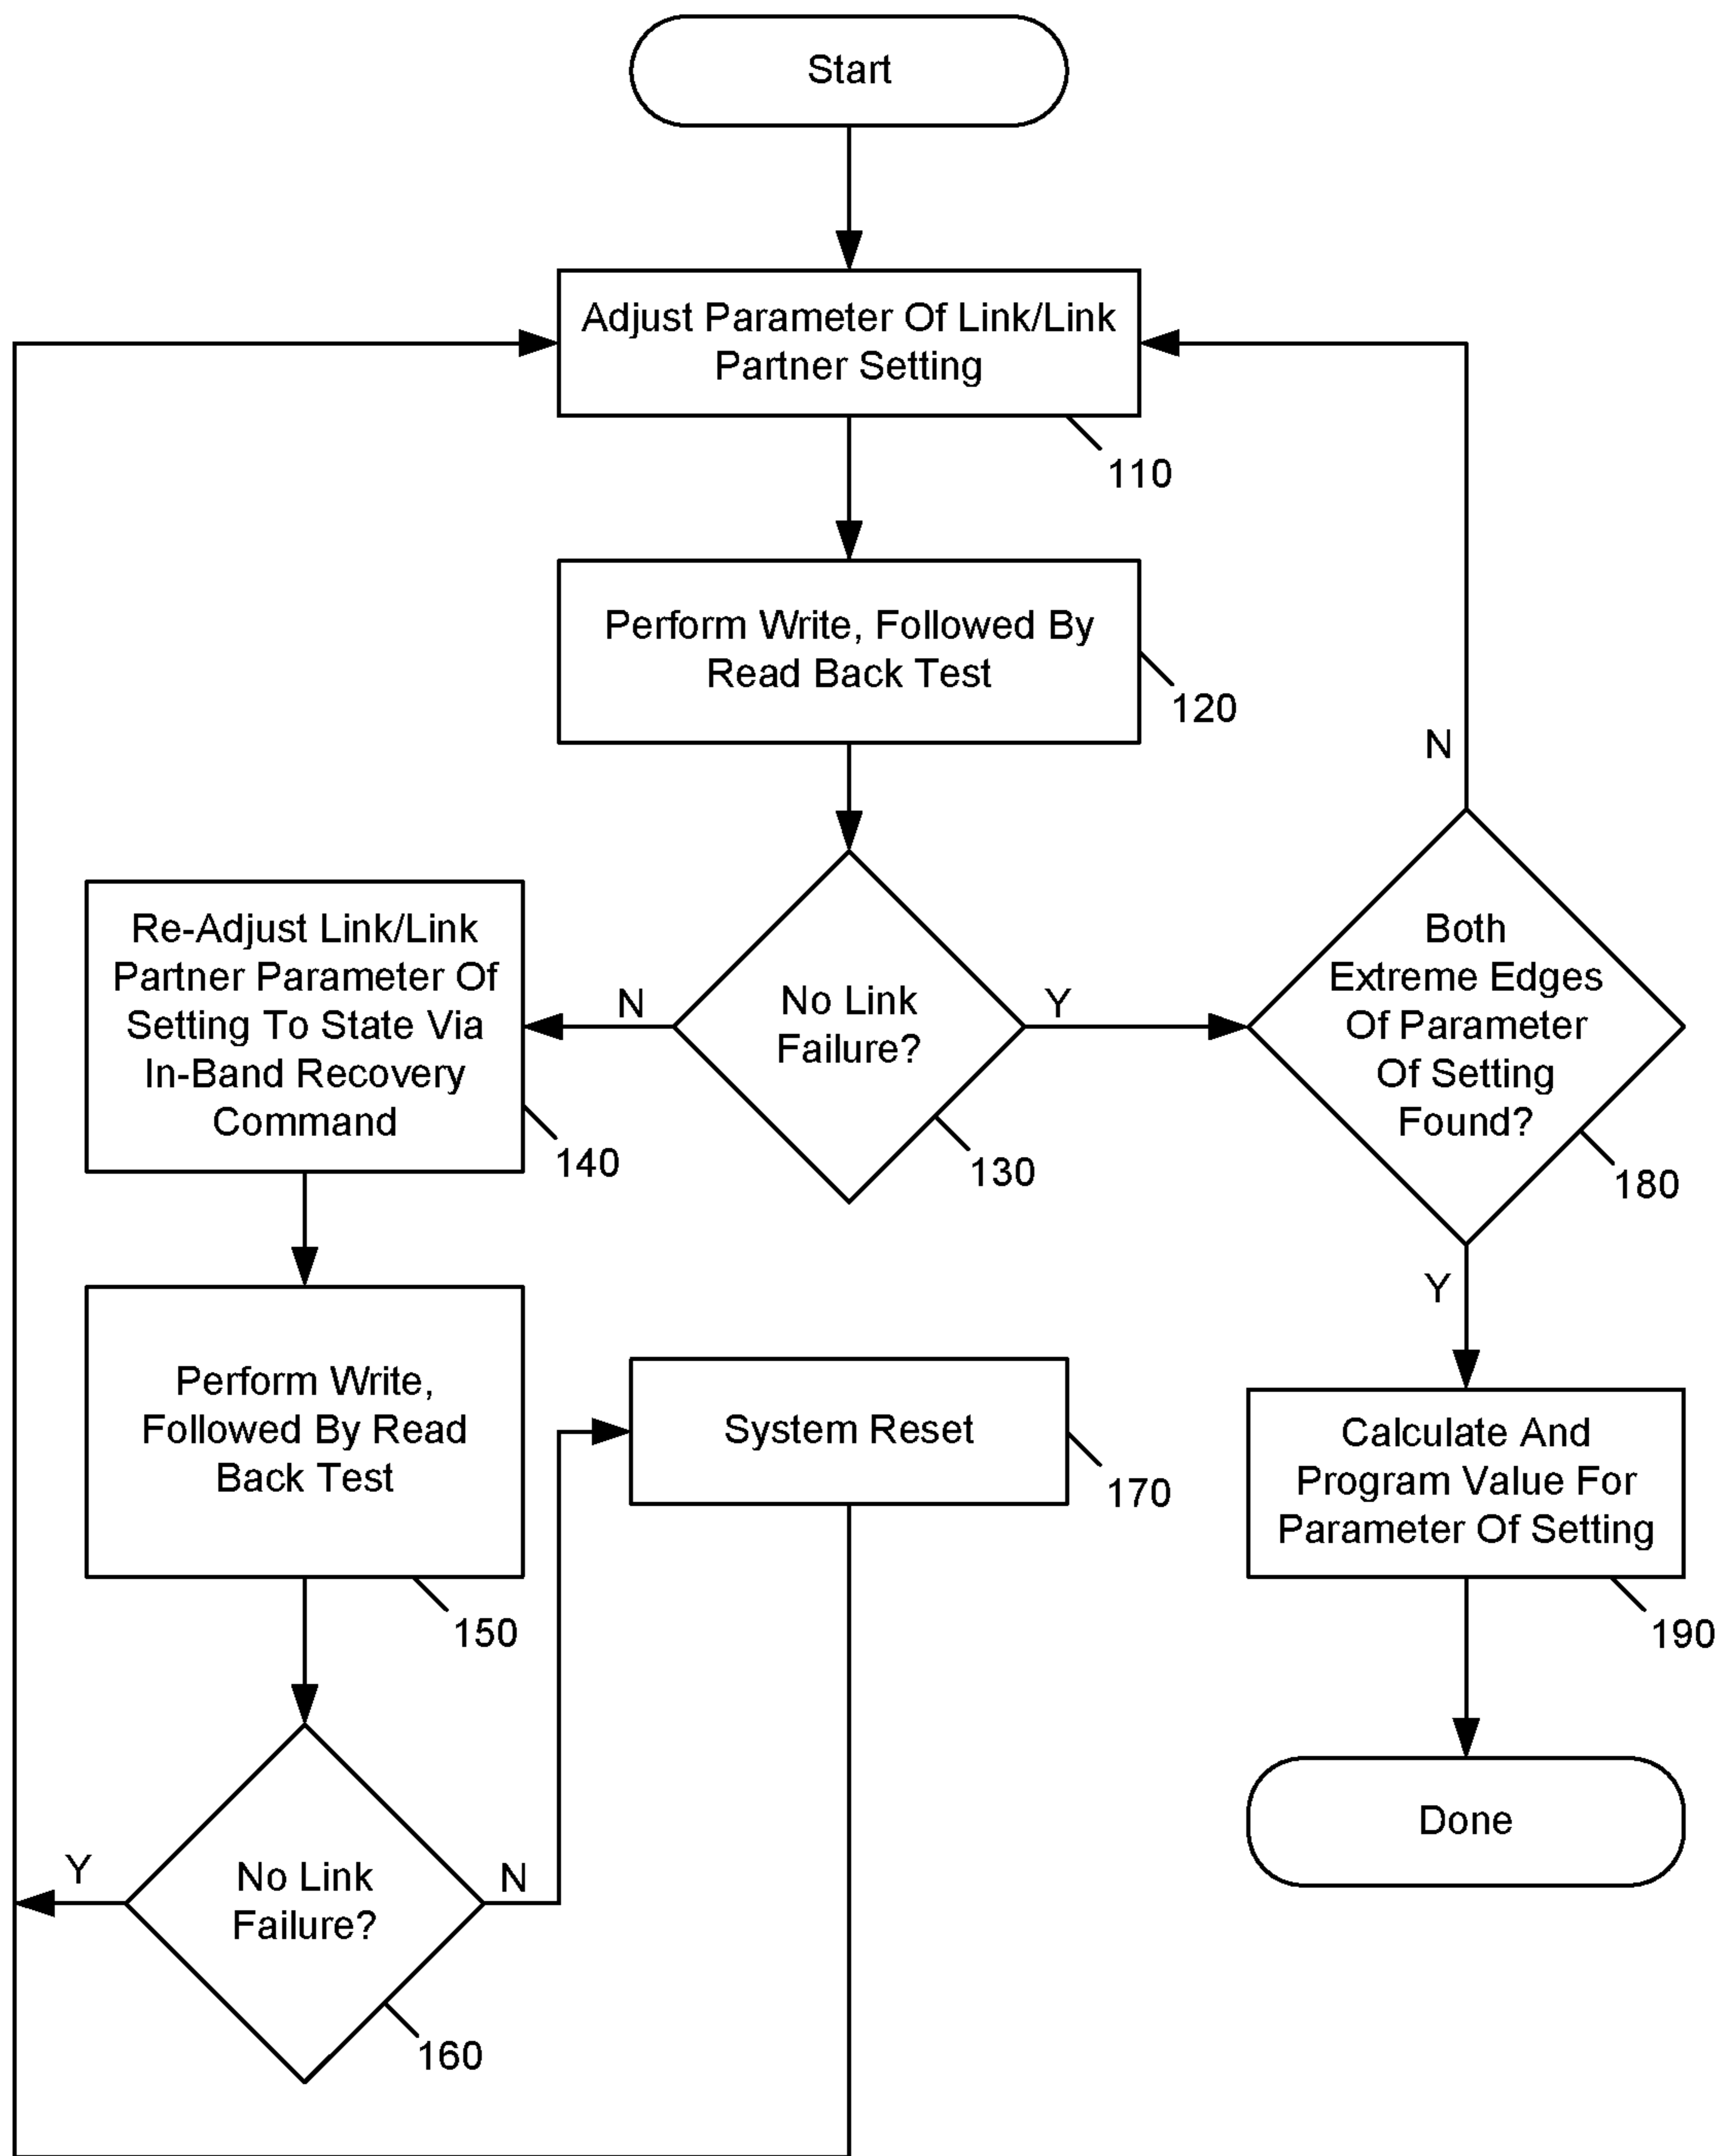 Start
Adjust Parameter Of Link/Link
Partner Setting
110
Perform Write, Followed By
Read Back Test
120
N
No Link
Failure?
N
Y
130
Both
Extreme Edges
Of Parameter
Of Setting
Found?
180
Y
Re-Adjust Link/Link
Partner Parameter Of
Setting To State Via
In-Band Recovery
Command
140
Perform Write,
Followed By Read
Back Test
150
System Reset
170
Calculate And
Program Value For
Parameter Of Setting
190
Y
No Link
Failure?
N
160
Done